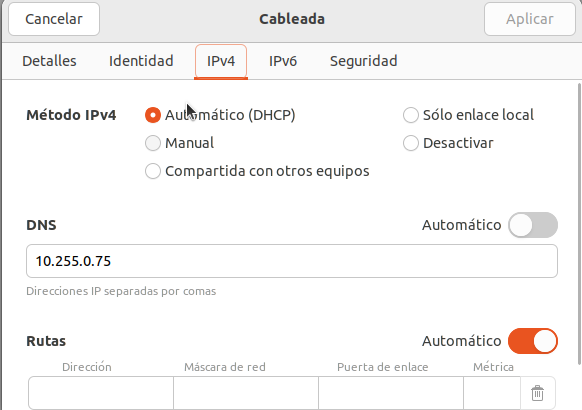 Cancelar Cableada Aplicar
Detalles Identidad IPv4 IPv6 Seguridad
Método IPv4 Automático (DHCP) Sólo enlace local
Manual Desactivar
Compartida con otros equipos
DNS Automático
10.255.0.75
Direcciones IP separadas por comas
Rutas Automático
Dirección Máscara de red Puerta de enlace Métrica